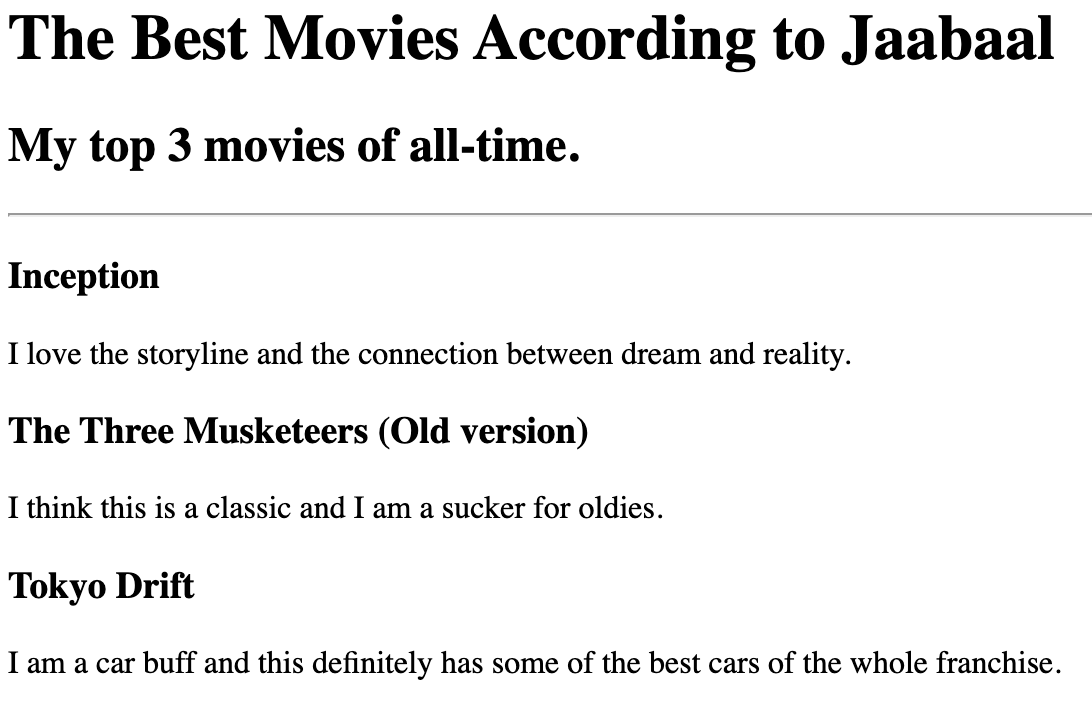 The Best Movies According to Jaabaal
My top 3 movies of all-time.
Inception
I love the storyline and the connection between dream and reality.
The Three Musketeers (Old version)
I think this is a classic and I am a sucker for oldies.
Tokyo Drift
I am a car buff and this definitely has some of the best cars of the whole franchise.